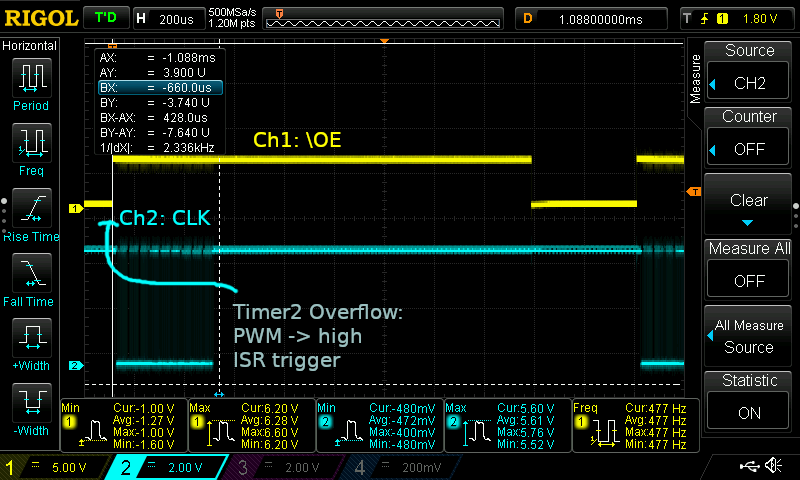 RIGOL T'D H 200us 500MSa/s 1.20M pts T D 1.08800000ms T 1 1.80 V
Horizontal
Period
Freq
Rise Time
Fall Time
+Width
-Width
AX: = -1.088ms
AY: = 3.900 U
BX: = -660.0us
BY: = -3.740 U
BX-AX: = 428.0us
BY-AY: = -7.640 U
1/|dX|: = 2.336kHz
T
Ch1: \OE
1
T
Ch2: CLK
Timer2 Overflow:
PWM -> high
ISR trigger
2
Measure
Source
CH2
Counter
OFF
Clear
Measure All
OFF
All Measure
Source
Statistic
ON
Min
1
Cur:-1.00 V
Avg:-1.27 V
Max:-1.00 V
Min:-1.60 V
Max
1
Cur:6.20 V
Avg:6.28 V
Max:6.60 V
Min:6.20 V
Min
2
Cur:-480mV
Avg:-472mV
Max:-400mV
Min:-480mV
Max
2
Cur:5.60 V
Avg:5.61 V
Max:5.76 V
Min:5.52 V
Freq
1
Cur:477 Hz
Avg:477 Hz
Max:477 Hz
Min:477 Hz
1 5.00 V 2 2.00 V 3 2.00 V 4 200mV